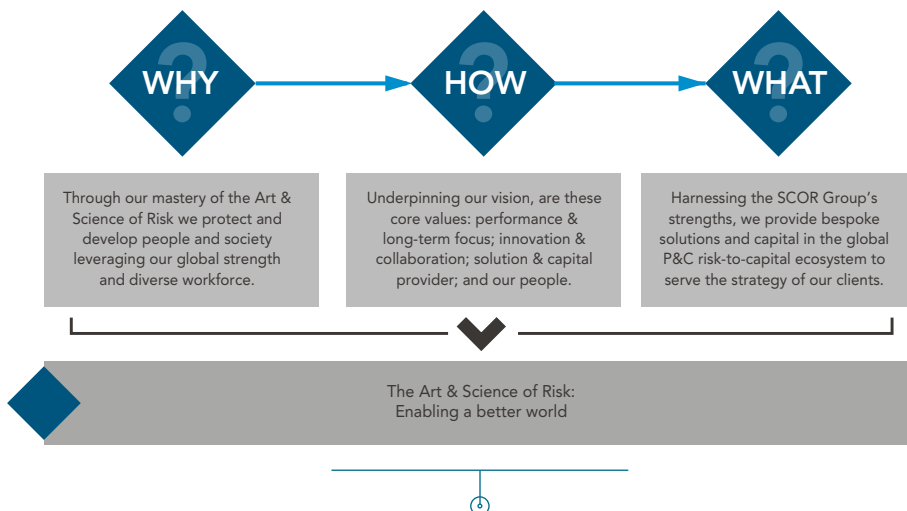 WHY
HOW
WHAT
Through our mastery of the Art &
Science of Risk we protect and
develop people and society
leveraging our global strength
and diverse workforce.
Underpinning our vision, are these
core values: performance &
long-term focus; innovation &
collaboration; solution & capital
provider; and our people.
Harnessing the SCOR Group's
strengths, we provide bespoke
solutions and capital in the global
P&C risk-to-capital ecosystem to
serve the strategy of our clients.
The Art & Science of Risk:
Enabling a better world